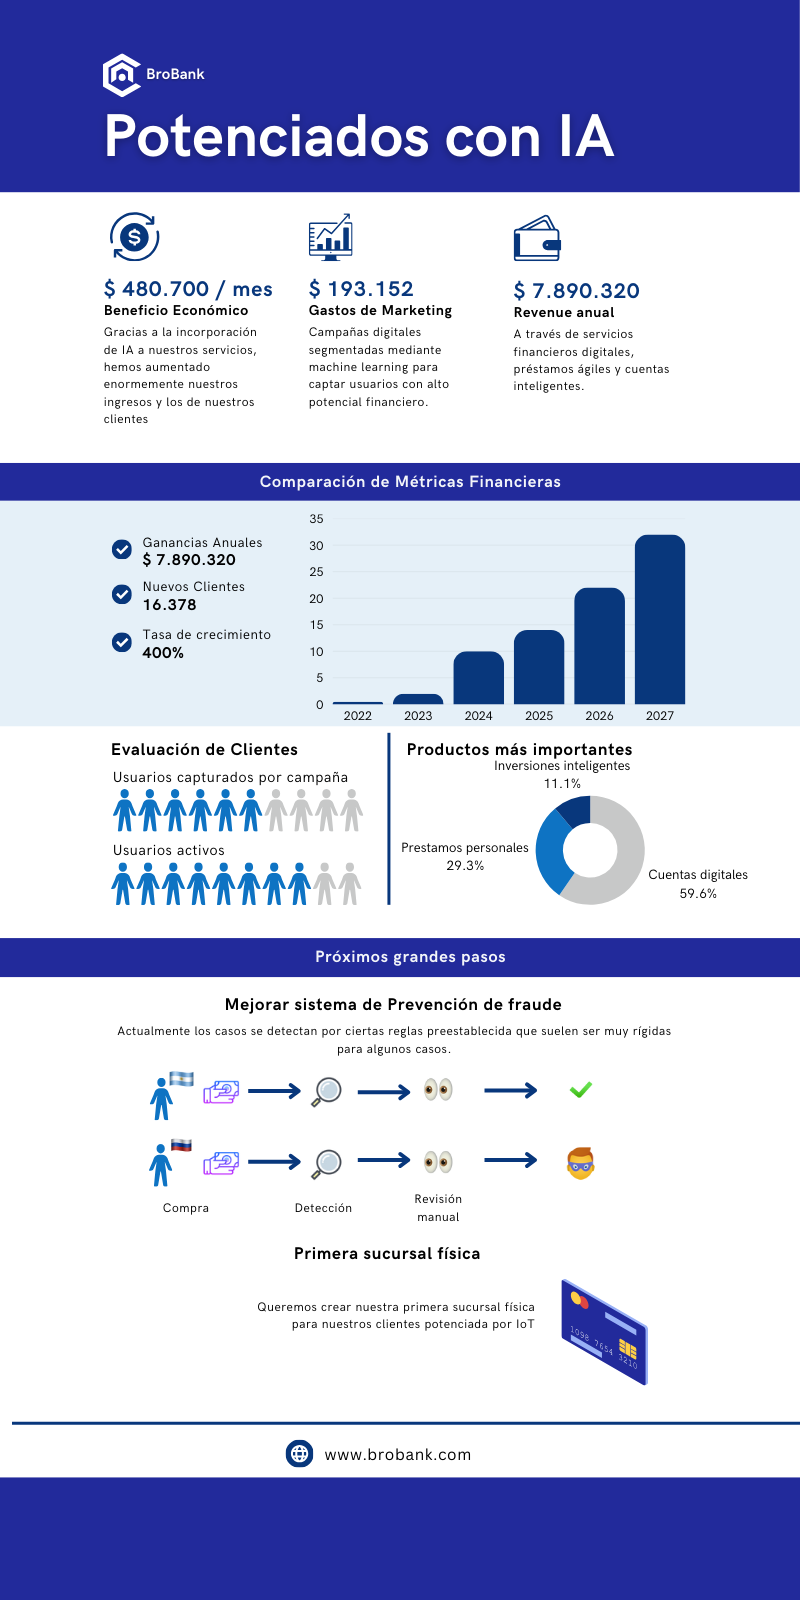 BroBank
Potenciados con IA
$ 480.700 / mes
Beneficio Económico
Gracias a la incorporación
de IA a nuestros servicios,
hemos aumentado
enormemente nuestros
ingresos y los de nuestros
clientes
$ 193.152
Gastos de Marketing
Campañas digitales
segmentadas mediante
machine learning para
captar usuarios con alto
potencial financiero.
$ 7.890.320
Revenue anual
A través de servicios
financieros digitales,
préstamos ágiles y cuentas
inteligentes.
Comparación de Métricas Financieras
Ganancias Anuales
$ 7.890.320
Nuevos Clientes
16.378
Tasa de crecimiento
400%
35
30
25
20
15
10
5
0
2022 2023 2024 2025 2026 2027
Evaluación de Clientes
Usuarios capturados por campaña
Usuarios activos
Productos más importantes
Inversiones inteligentes
11.1%
Prestamos personales
29.3%
Cuentas digitales
59.6%
Próximos grandes pasos
Mejorar sistema de Prevención de fraude
Actualmente los casos se detectan por ciertas reglas preestablecida que suelen ser muy rígidas
para algunos casos.
Compra
Detección
Revisión
manual
Primera sucursal física
Queremos crear nuestra primera sucursal física
para nuestros clientes potenciada por IoT
1098 7654 3210
www.brobank.com